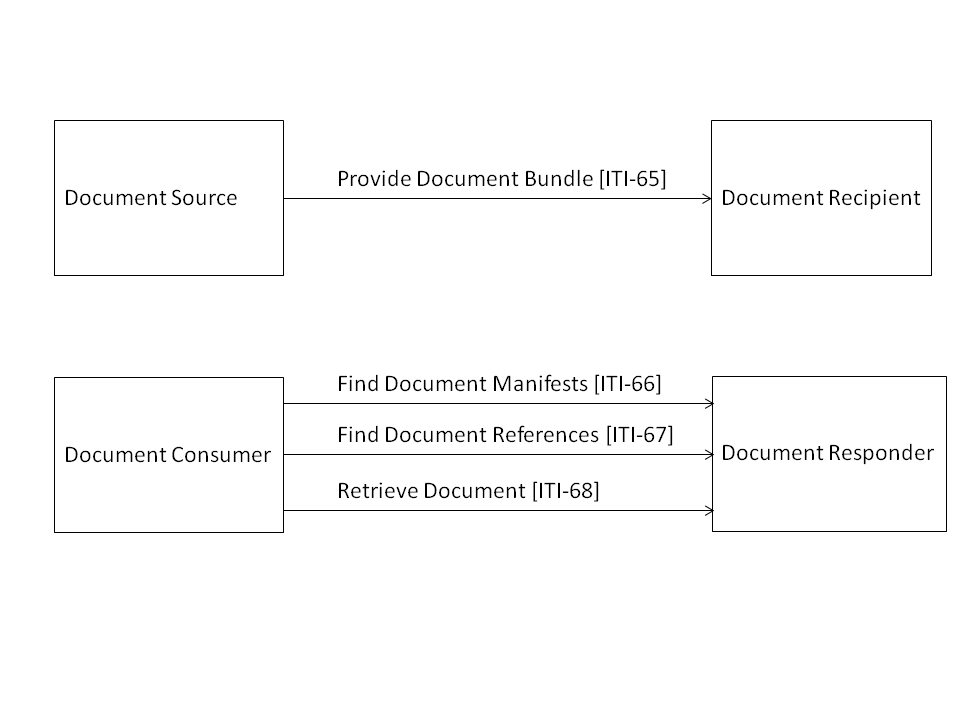 Provide Document Bundle [ITI-65]
Document Source
Document Recipient
Find Document Manifests [ITI-66]
Find Document References [ITI-67]
Document Consumer
Document Responder
Retrieve Document [ITI-68]